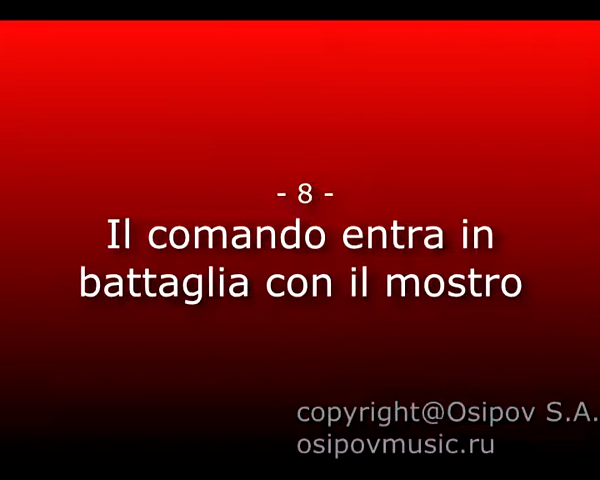 - 8 -
Il comando entra in
battaglia con il mostro
copyright@Osipov S.A.
osipovmusic.ru